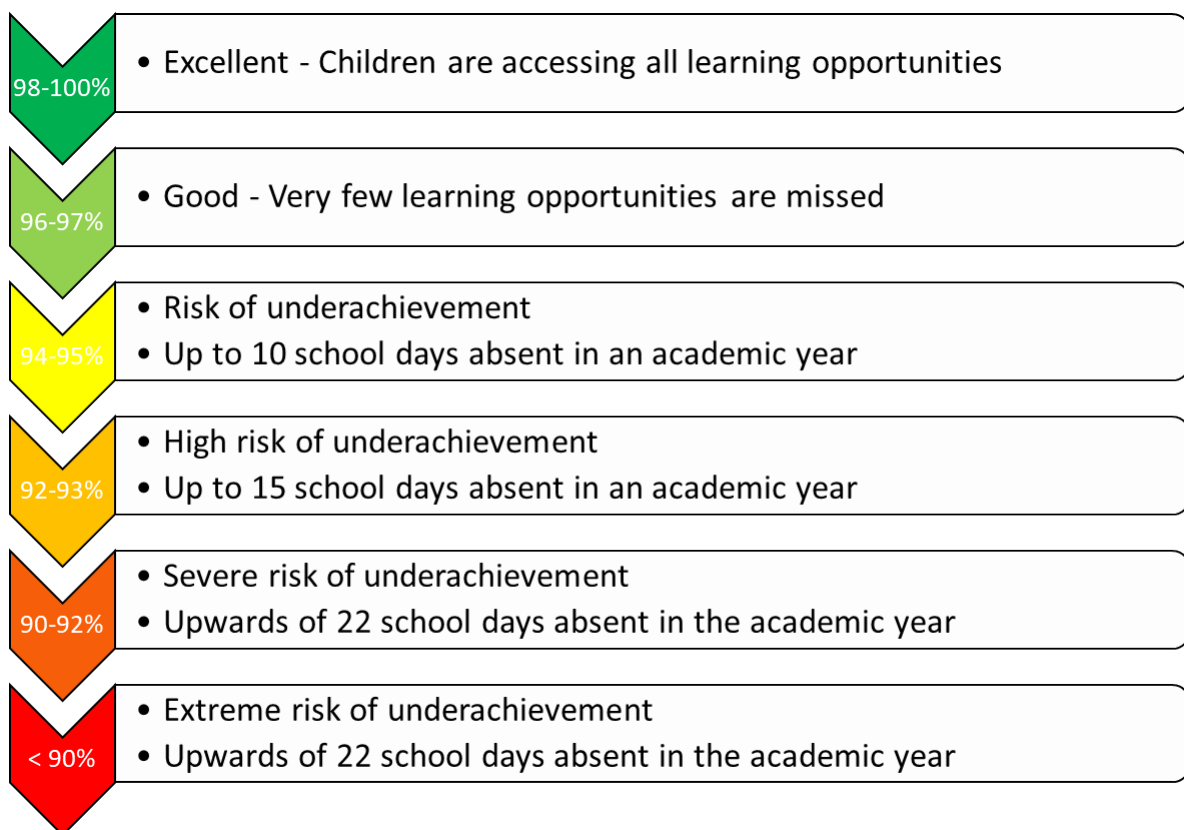 98-100%
• Excellent - Children are accessing all learning opportunities
96-97%
• Good - Very few learning opportunities are missed
94-95%
• Risk of underachievement
• Up to 10 school days absent in an academic year
92-93%
• High risk of underachievement
• Up to 15 school days absent in an academic year
90-92%
• Severe risk of underachievement
• Upwards of 22 school days absent in the academic year
< 90%
• Extreme risk of underachievement
• Upwards of 22 school days absent in the academic year